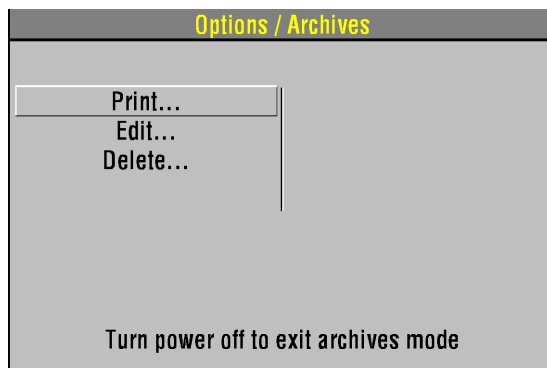 Options / Archives
Print...
Edit...
Delete...
Turn power off to exit archives mode